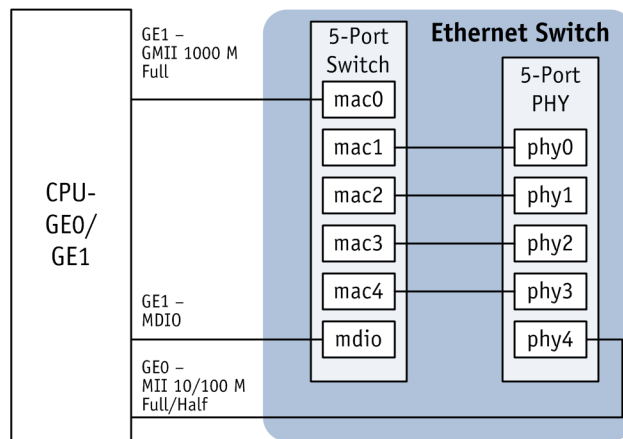 GE1 –
GMII 1000 M
Full
5-Port
Switch
Ethernet Switch
5-Port
PHY
mac0
mac1
phy0
mac2
phy1
mac3
phy2
mac4
phy3
mdio
phy4
CPU-
GE0/
GE1
GE1 –
MDIO
GE0 –
MII 10/100 M
Full/Half